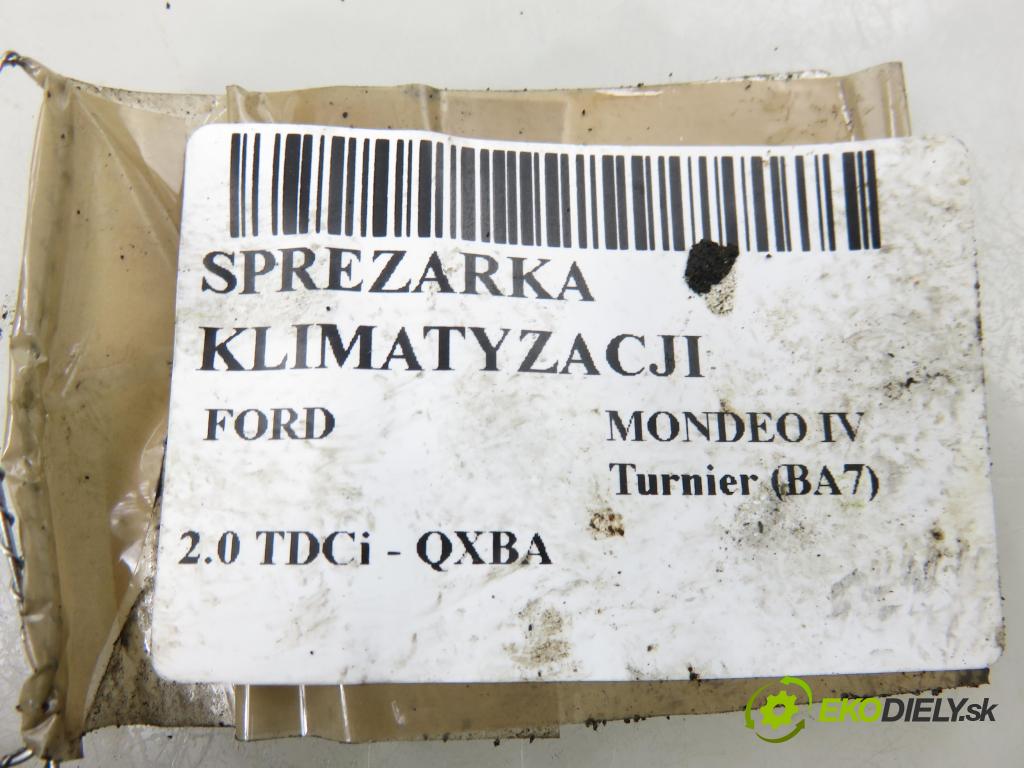 SPREZARKA
KLIMATYZACJI
FORD MONDEO IV
Turnier (BA7)
2.0 TDCi - QXBA
EKODIELY.sk